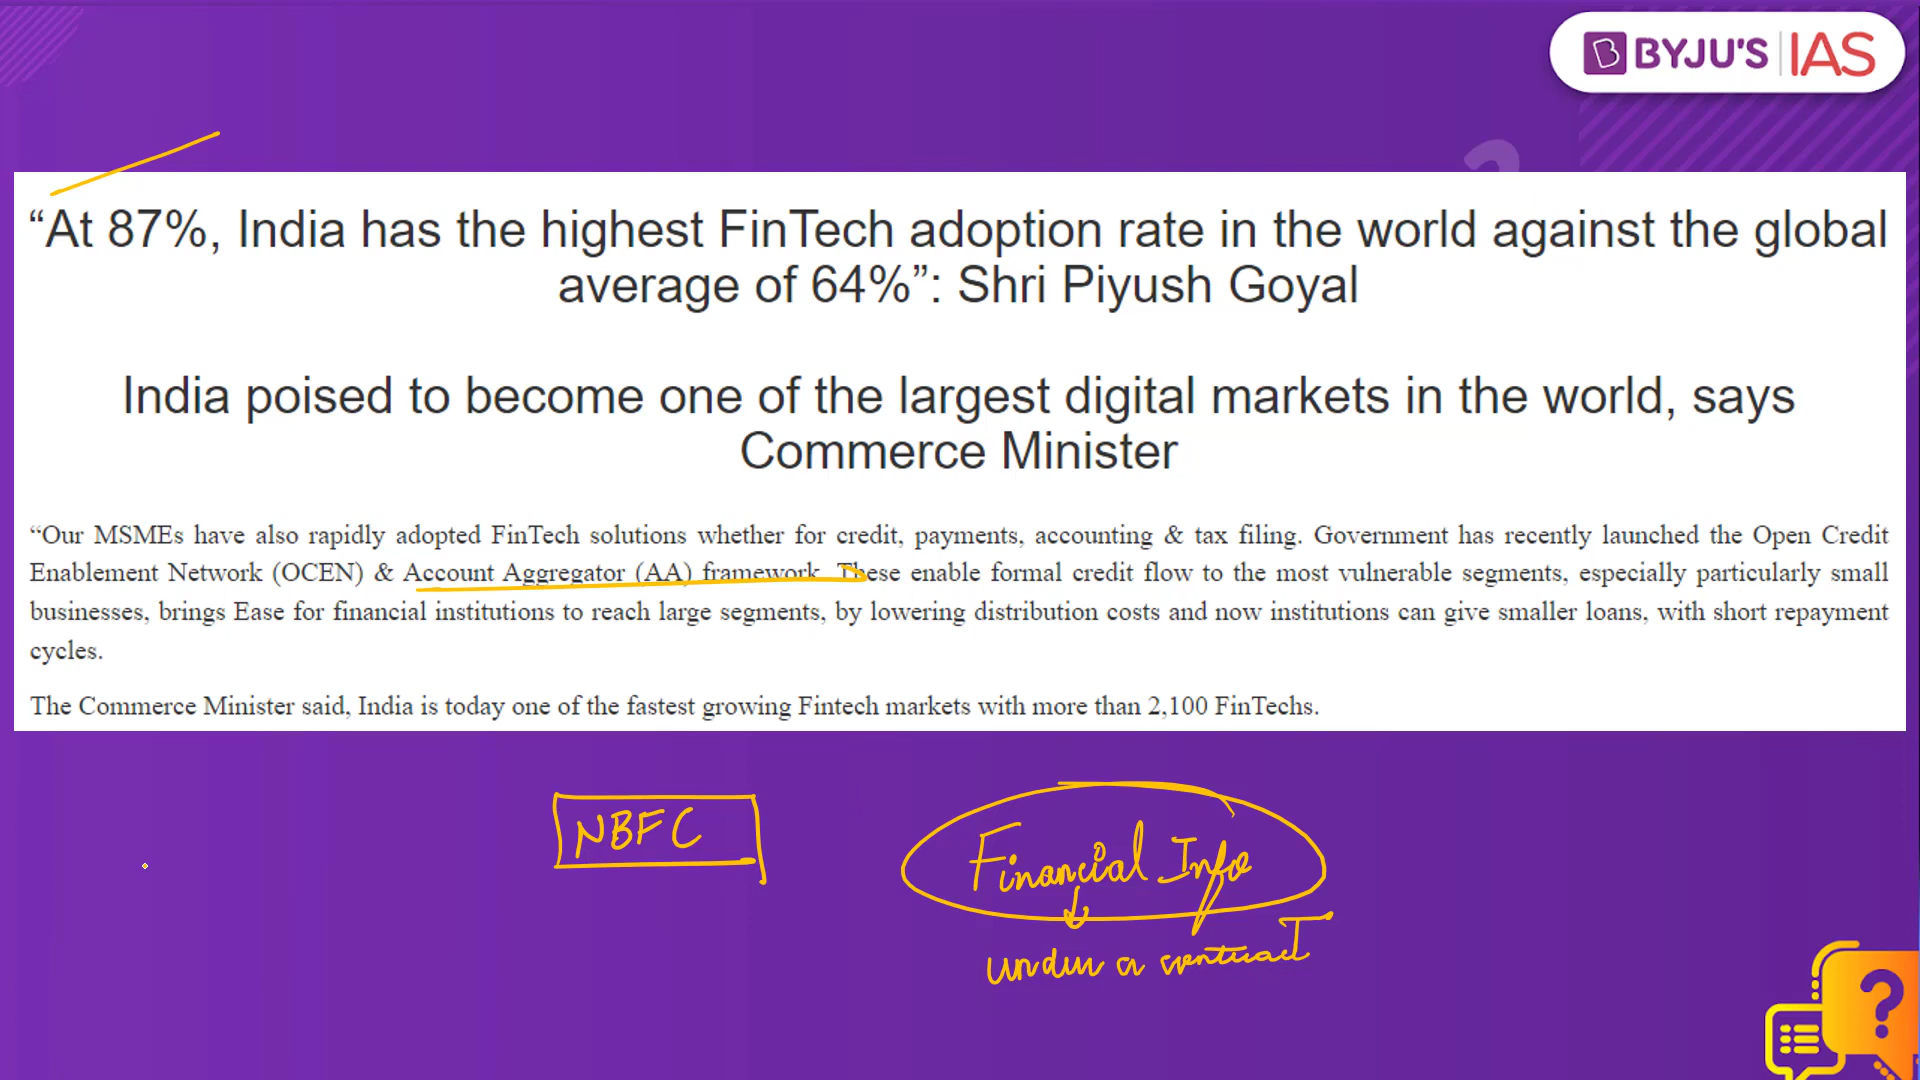 BYJU'S IAS
“At 87%, India has the highest FinTech adoption rate in the world against the global
average of 64%”: Shri Piyush Goyal
India poised to become one of the largest digital markets in the world, says
Commerce Minister
“Our MSMEs have also rapidly adopted FinTech solutions whether for credit, payments, accounting & tax filing. Government has recently launched the Open Credit
Enablement Network (OCEN) & Account Aggregator (AA) framework. These enable formal credit flow to the most vulnerable segments, especially particularly small
businesses, brings Ease for financial institutions to reach large segments, by lowering distribution costs and now institutions can give smaller loans, with short repayment
cycles.
The Commerce Minister said, India is today one of the fastest growing Fintech markets with more than 2,100 FinTechs.
NBFC
Financial Info
under a contract